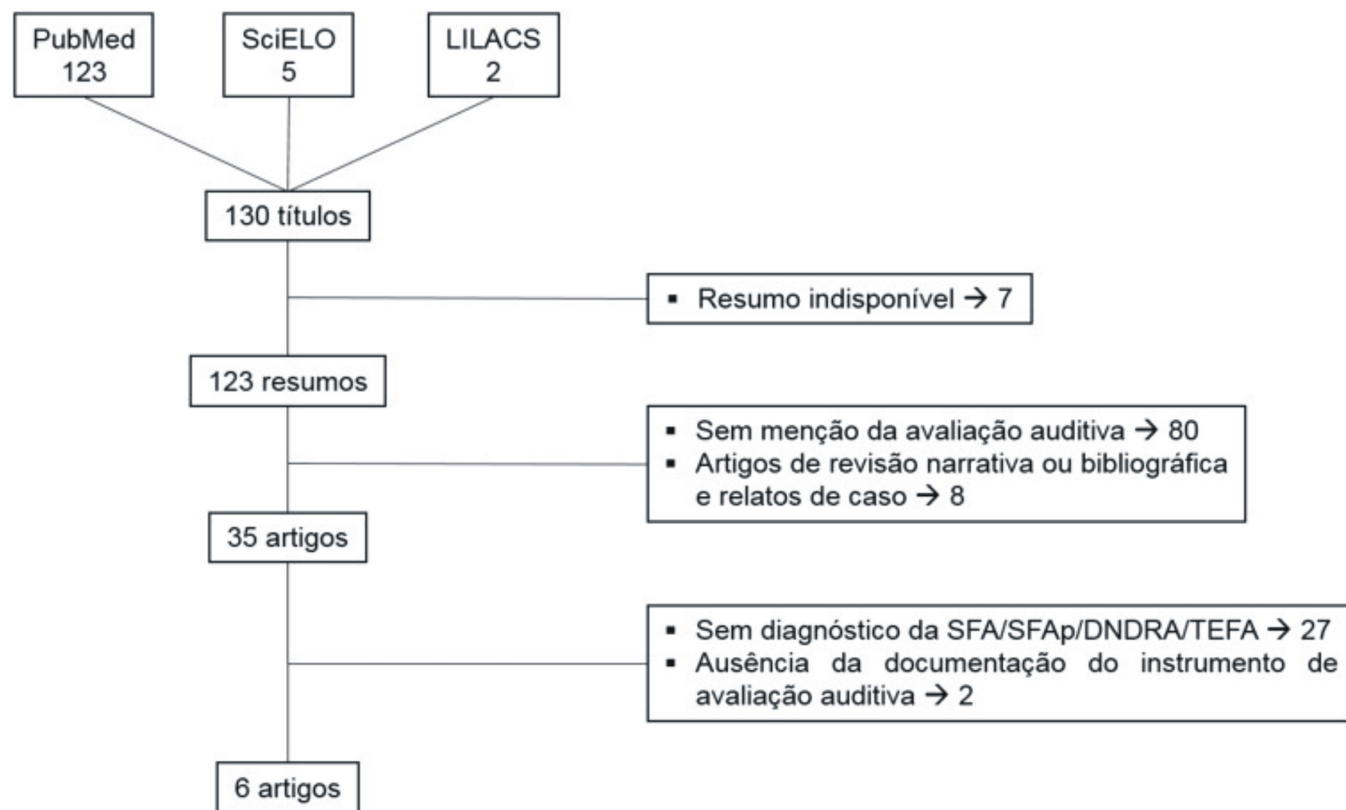 PubMed
123
SciELO
5
LILACS
2
130 títulos
▪ Resumo indisponível → 7
123 resumos
▪ Sem menção da avaliação auditiva → 80
▪ Artigos de revisão narrativa ou bibliográfica
e relatos de caso → 8
35 artigos
▪ Sem diagnóstico da SFA/SFAp/DNDRA/TEFA → 27
▪ Ausência da documentação do instrumento de
avaliação auditiva → 2
6 artigos